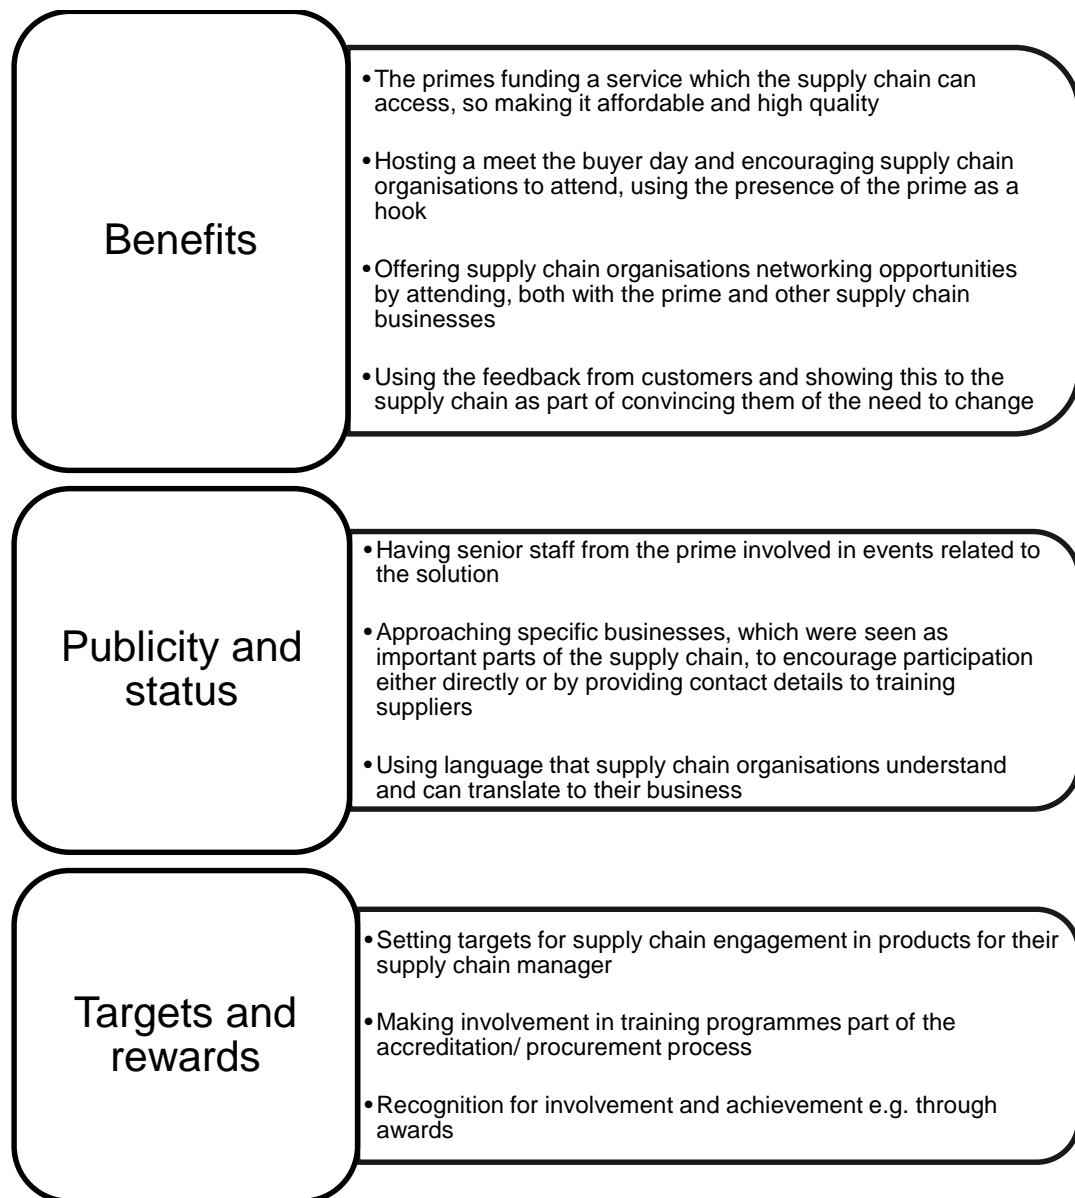 Benefits
•The primes funding a service which the supply chain can
access, so making it affordable and high quality
•Hosting a meet the buyer day and encouraging supply chain
organisations to attend, using the presence of the prime as a
hook
•Offering supply chain organisations networking opportunities
by attending, both with the prime and other supply chain
businesses
•Using the feedback from customers and showing this to the
supply chain as part of convincing them of the need to change
Publicity and
status
•Having senior staff from the prime involved in events related to
the solution
•Approaching specific businesses, which were seen as
important parts of the supply chain, to encourage participation
either directly or by providing contact details to training
suppliers
•Using language that supply chain organisations understand
and can translate to their business
Targets and
rewards
•Setting targets for supply chain engagement in products for their
supply chain manager
•Making involvement in training programmes part of the
accreditation/ procurement process
•Recognition for involvement and achievement e.g. through
awards